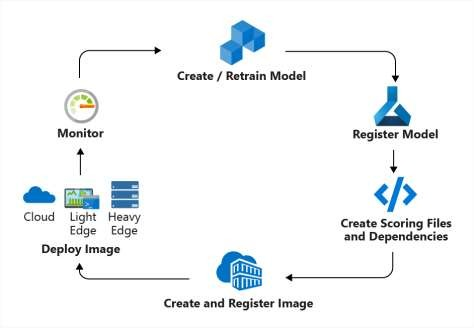 Create / Retrain Model
Register Model
Monitor
Cloud
Light
Edge
Heavy
Edge
Deploy Image
Create Scoring Files
and Dependencies
Create and Register Image